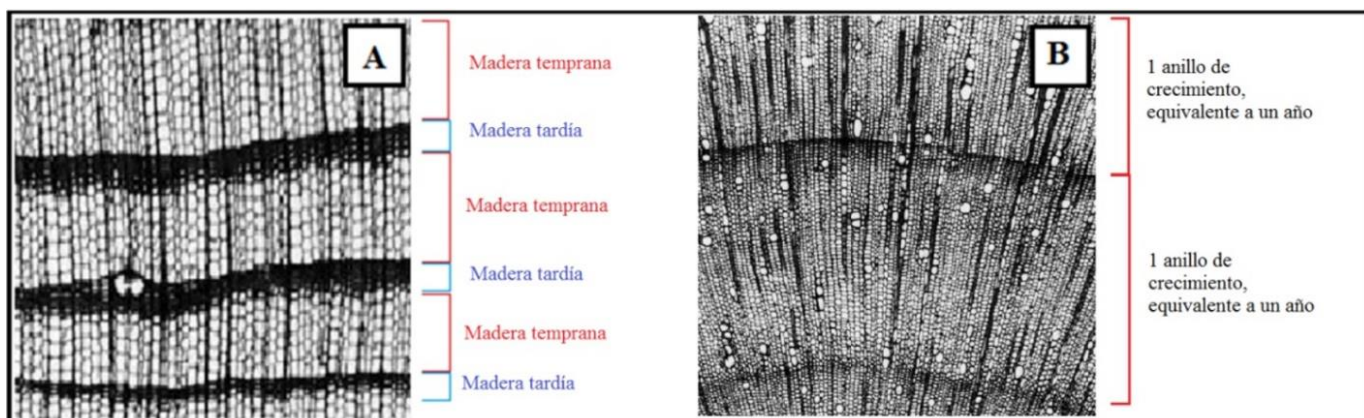 A
Madera temprana
Madera tardía
Madera temprana
Madera tardía
Madera temprana
Madera tardía
B
1 anillo de
crecimiento,
equivalente a un año
1 anillo de
crecimiento,
equivalente a un año